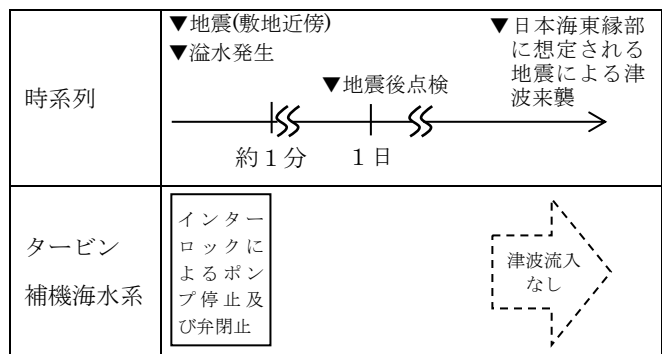 時系列
▼地震(敷地近傍)
▼溢水発生
▼地震後点検
▼日本海東縁部
に想定される
地震による津
波来襲
約１分
１日
タービン
補機海水系
インター
ロックに
よるポン
プ停止及
び弁閉止
津波流入
なし